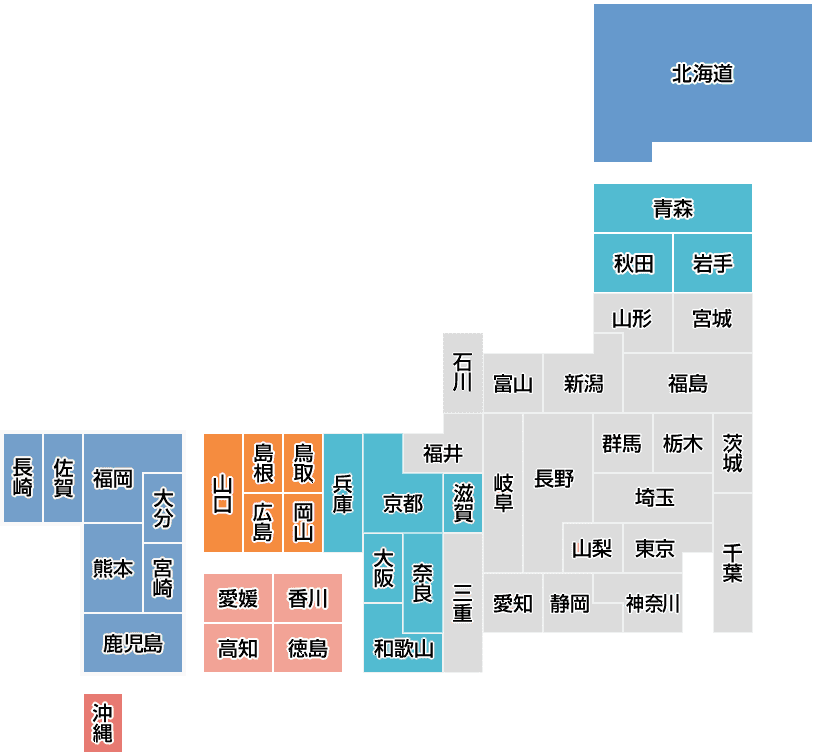 北海道
青森
秋田
岩手
山形
宮城
石川
富山
新潟
福島
長崎
佐賀
福岡
大分
熊本
宮崎
鹿児島
沖縄
山口
島根
鳥取
広島
岡山
兵庫
京都
福井
滋賀
大阪
奈良
和歌山
三重
岐阜
長野
群馬
栃木
茨城
埼玉
山梨
東京
千葉
愛知
静岡
神奈川
愛媛
香川
高知
徳島